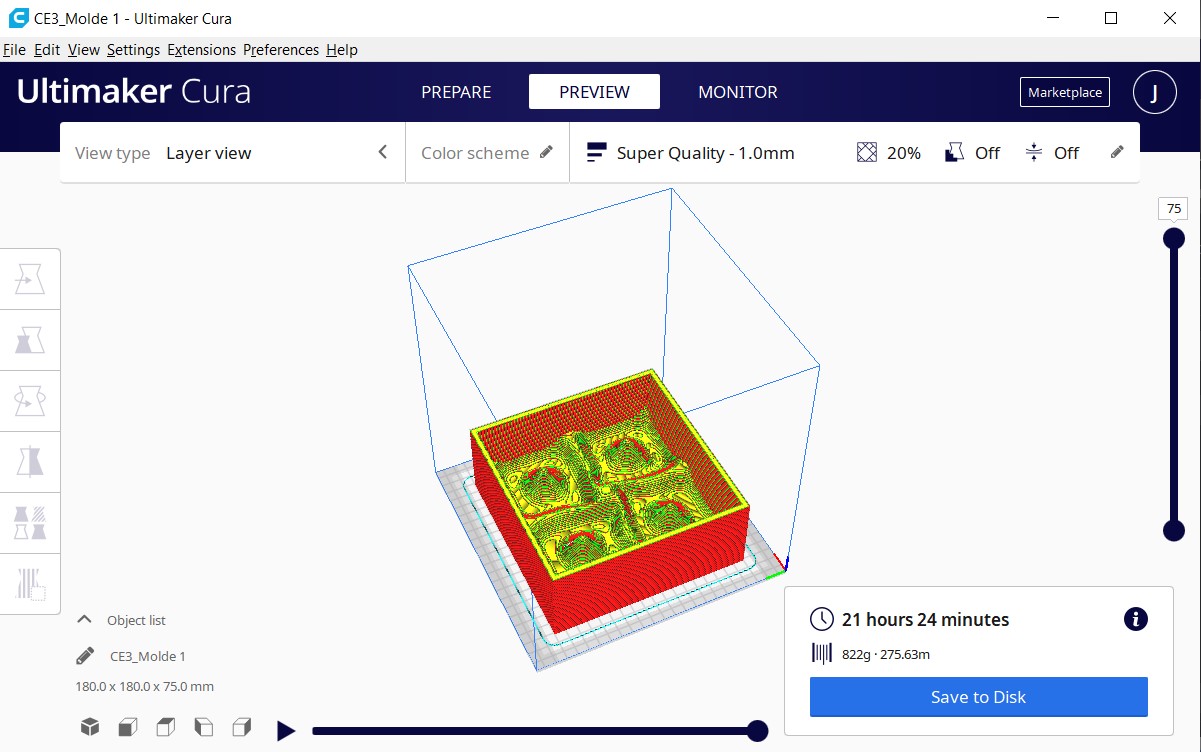 CE3_Molde 1 - Ultimaker Cura
File Edit View Settings Extensions Preferences Help
Ultimaker Cura
PREPARE
PREVIEW
MONITOR
Marketplace
J
View type Layer view
Color scheme
Super Quality - 1.0mm
20%
Off
Off
75
Object list
CE3_Molde 1
180.0 x 180.0 x 75.0 mm
21 hours 24 minutes
822g · 275.63m
Save to Disk